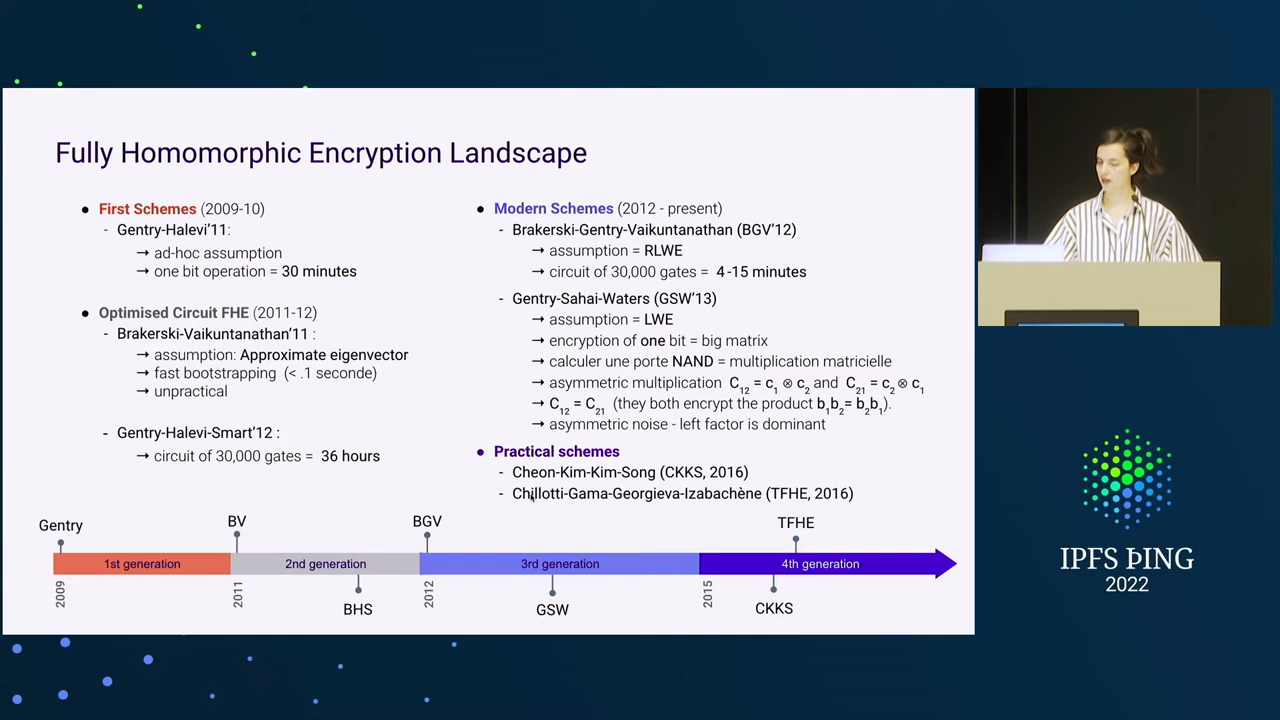 Fully Homomorphic Encryption Landscape
● First Schemes (2009-10)
- Gentry-Halevi’11:
→ ad-hoc assumption
→ one bit operation = 30 minutes
● Optimised Circuit FHE (2011-12)
- Brakerski-Vaikuntanathan’11 :
→ assumption: Approximate eigenvector
→ fast bootstrapping (< .1 seconde)
→ unpractical
- Gentry-Halevi-Smart’12 :
→ circuit of 30,000 gates = 36 hours
● Modern Schemes (2012 - present)
- Brakerski-Gentry-Vaikuntanathan (BGV’12)
→ assumption = RLWE
→ circuit of 30,000 gates = 4-15 minutes
- Gentry-Sahai-Waters (GSW’13)
→ assumption = LWE
→ encryption of one bit = big matrix
→ calculer une porte NAND = multiplication matricielle
→ asymmetric multiplication C₁₂ = c₁ ⊗ c₂ and C₂₁ = c₂ ⊗ c₁
→ C₁₂ = C₂₁ (they both encrypt the product b₁b₂= b₂b₁).
→ asymmetric noise - left factor is dominant
● Practical schemes
- Cheon-Kim-Kim-Song (CKKS, 2016)
- Chillotti-Gama-Georgieva-Izabachène (TFHE, 2016)
Gentry
BV
BGV
TFHE
1st generation
2nd generation
3rd generation
4th generation
2009
2011
2012
2015
BHS
GSW
CKKS
IPFS ÞING
2022